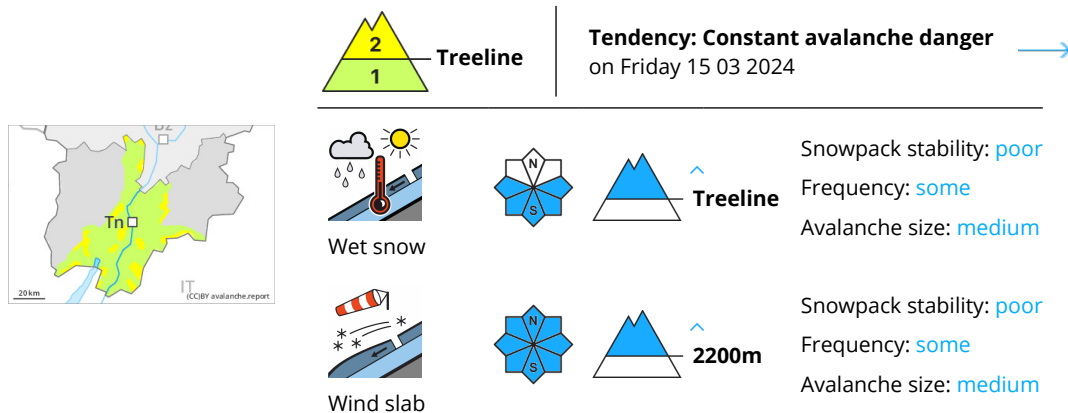 2
1
Treeline
Tendency: Constant avalanche danger
on Friday 15 03 2024
Tn
IT
20 km
(CC)BY avalanche.report
Wet snow
N
S
Treeline
Snowpack stability: poor
Frequency: some
Avalanche size: medium
Wind slab
N
S
2200m
Snowpack stability: poor
Frequency: some
Avalanche size: medium